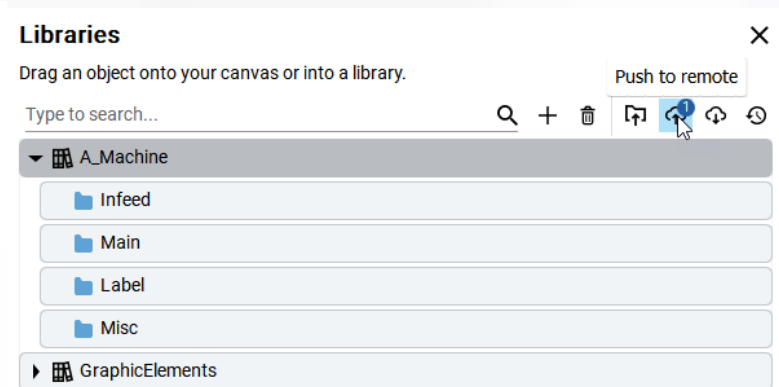 Libraries
Drag an object onto your canvas or into a library.
Push to remote
Type to search...
1
A_Machine
Infeed
Main
Label
Misc
GraphicElements